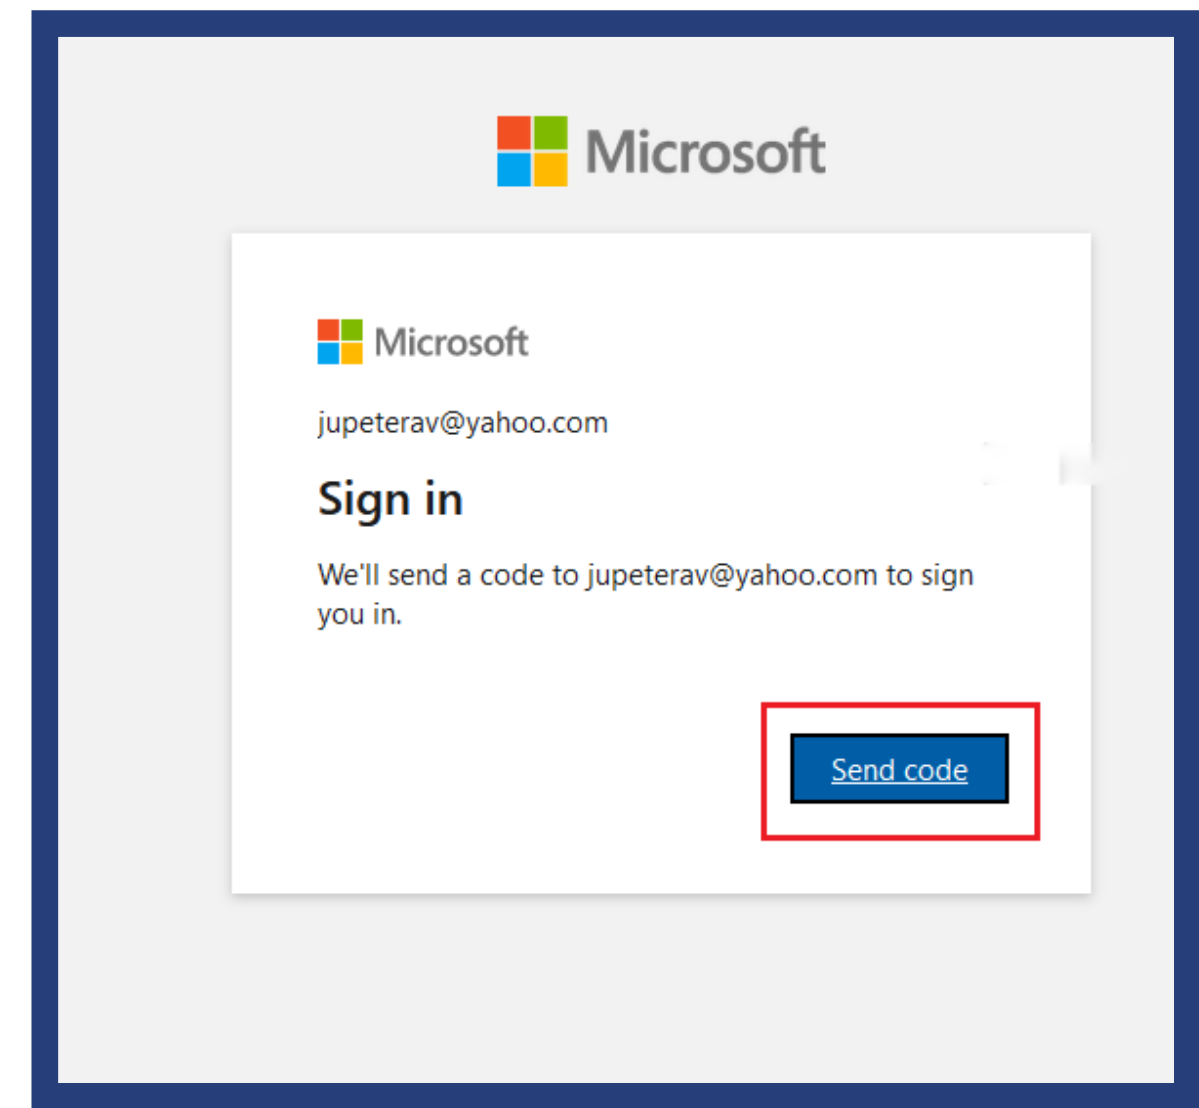 Microsoft
Microsoft
jupeterav@yahoo.com
Sign in
We'll send a code to jupeterav@yahoo.com to sign
you in.
Send code